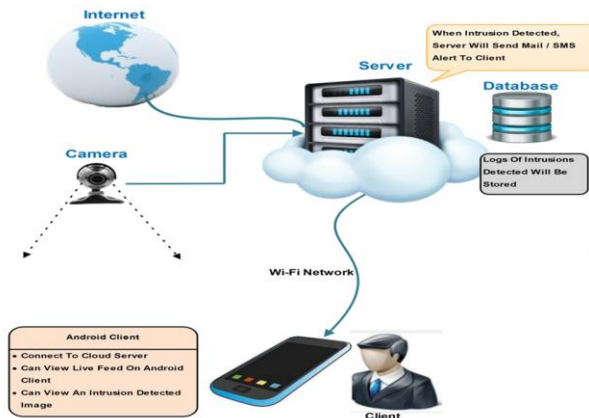 Internet
When Intrusion Detected,
Server Will Send Mail / SMS
Alert To Client
Server
Database
Camera
Logs Of Intrusions
Detected Will Be
Stored
Wi-Fi Network
Android Client
• Connect To Cloud Server
• Can View Live Feed On Android
Client
• Can View An Intrusion Detected
Image
Client